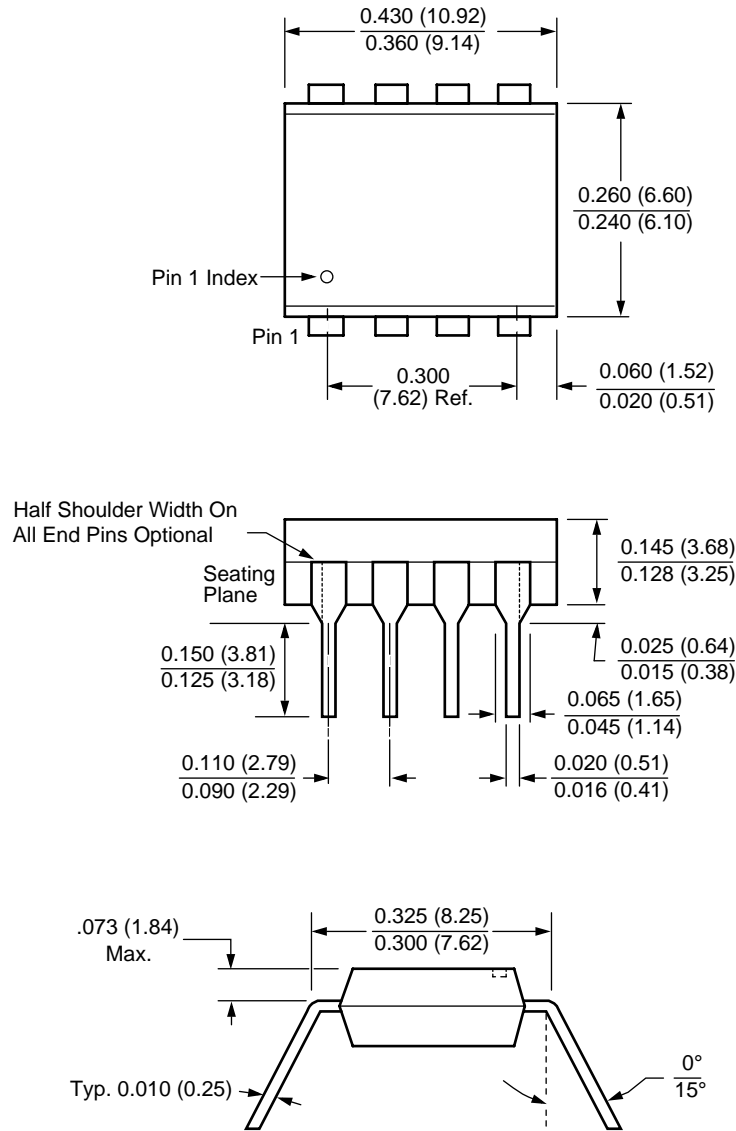 0.430 (10.92)
0.360 (9.14)
0.260 (6.60)
0.240 (6.10)
Pin 1 Index
Pin 1
0.300
(7.62) Ref.
0.060 (1.52)
0.020 (0.51)
Half Shoulder Width On
All End Pins Optional
Seating
Plane
0.145 (3.68)
0.128 (3.25)
0.150 (3.81)
0.125 (3.18)
0.025 (0.64)
0.015 (0.38)
0.065 (1.65)
0.045 (1.14)
0.110 (2.79)
0.090 (2.29)
0.020 (0.51)
0.016 (0.41)
.073 (1.84)
Max.
0.325 (8.25)
0.300 (7.62)
Typ. 0.010 (0.25)
0°
15°